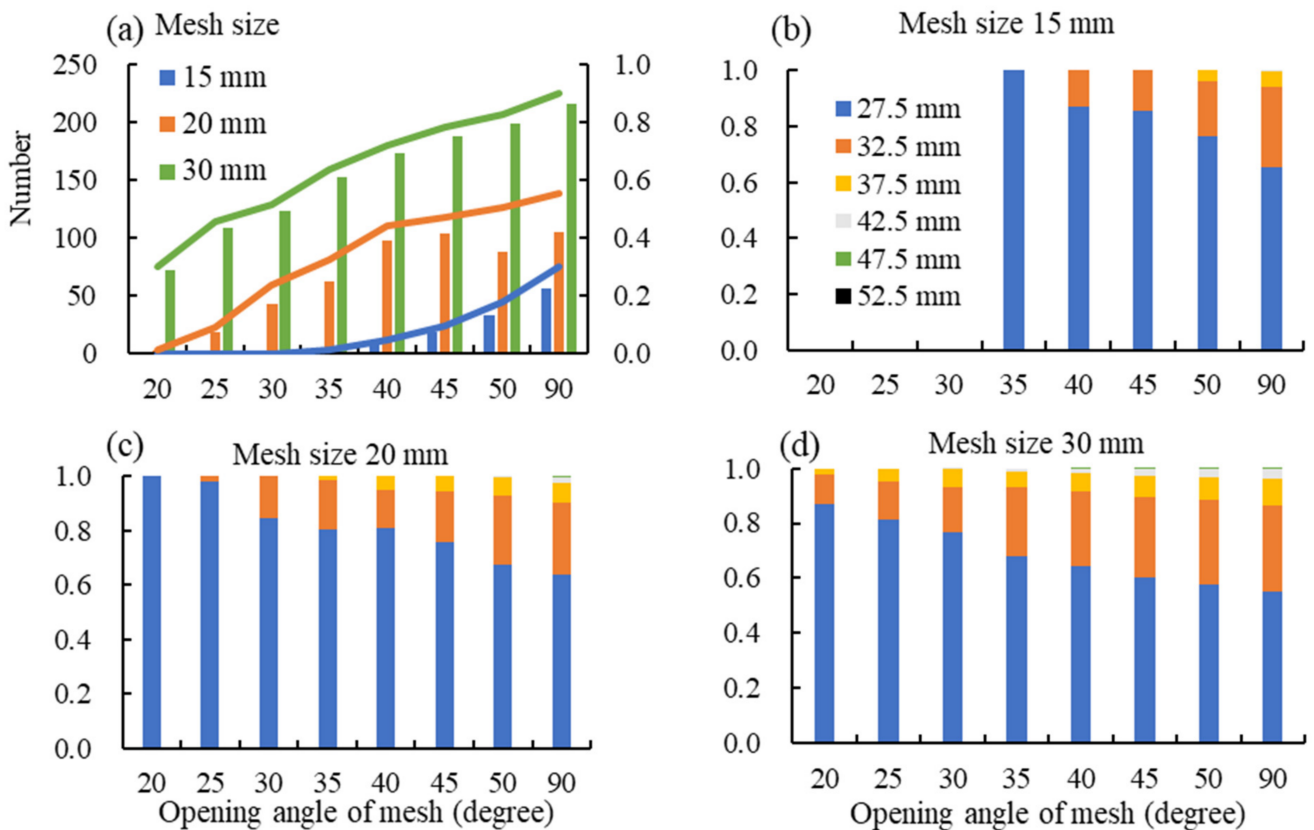 (a) Mesh size
250
200
150
100
50
0
Number
15 mm
20 mm
30 mm
1.0
0.8
0.6
0.4
0.2
0.0
20 25 30 35 40 45 50 90
(b) Mesh size 15 mm
1.0
0.8
0.6
0.4
0.2
0.0
27.5 mm
32.5 mm
37.5 mm
42.5 mm
47.5 mm
52.5 mm
20 25 30 35 40 45 50 90
(c) Mesh size 20 mm
1.0
0.8
0.6
0.4
0.2
0.0
20 25 30 35 40 45 50 90
Opening angle of mesh (degree)
(d) Mesh size 30 mm
1.0
0.8
0.6
0.4
0.2
0.0
20 25 30 35 40 45 50 90
Opening angle of mesh (degree)